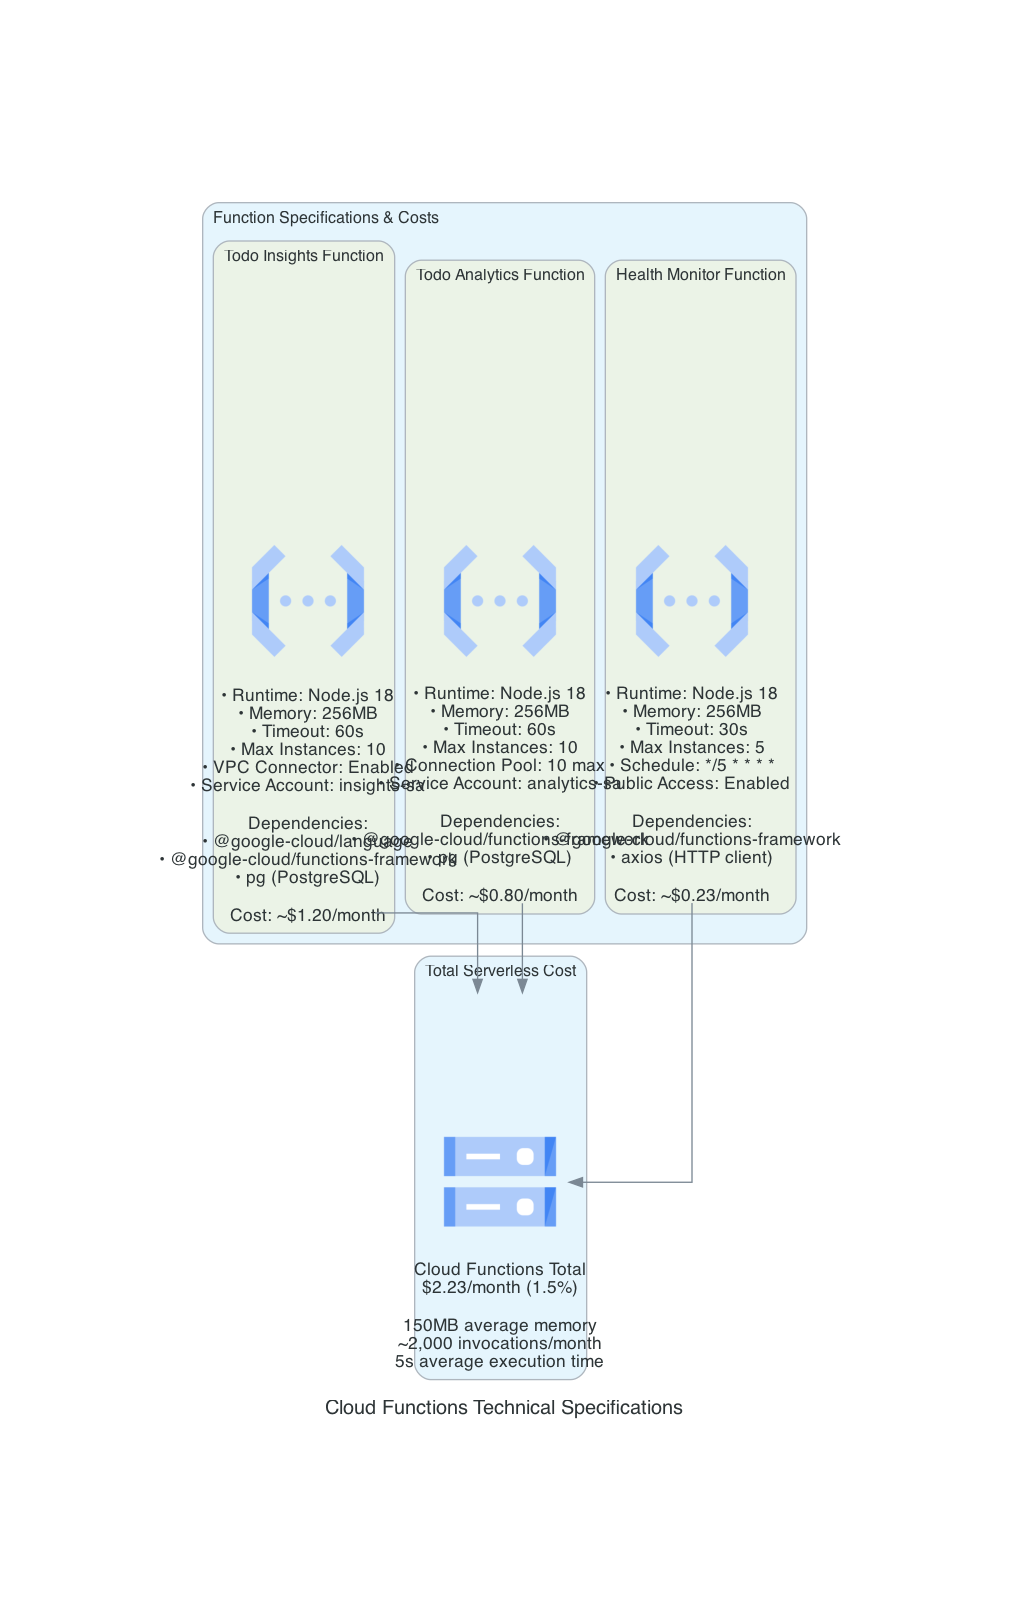 Function Specifications & Costs
Todo Insights Function
• Runtime: Node.js 18
• Memory: 256MB
• Timeout: 60s
• Max Instances: 10
• VPC Connector: Enabled
• Service Account: insights-sa
Dependencies:
• @google-cloud/language
• @google-cloud/functions-framework
• pg (PostgreSQL)
Cost: ~$1.20/month
Todo Analytics Function
• Runtime: Node.js 18
• Memory: 256MB
• Timeout: 60s
• Max Instances: 10
• Connection Pool: 10 max
• Service Account: analytics-sa
Dependencies:
• @google-cloud/functions-framework
• pg (PostgreSQL)
Cost: ~$0.80/month
Health Monitor Function
• Runtime: Node.js 18
• Memory: 256MB
• Timeout: 30s
• Max Instances: 5
• Schedule: */5 * * * *
• Public Access: Enabled
Dependencies:
• @google-cloud/functions-framework
• axios (HTTP client)
Cost: ~$0.23/month
Total Serverless Cost
Cloud Functions Total
$2.23/month (1.5%)
150MB average memory
~2,000 invocations/month
5s average execution time
Cloud Functions Technical Specifications